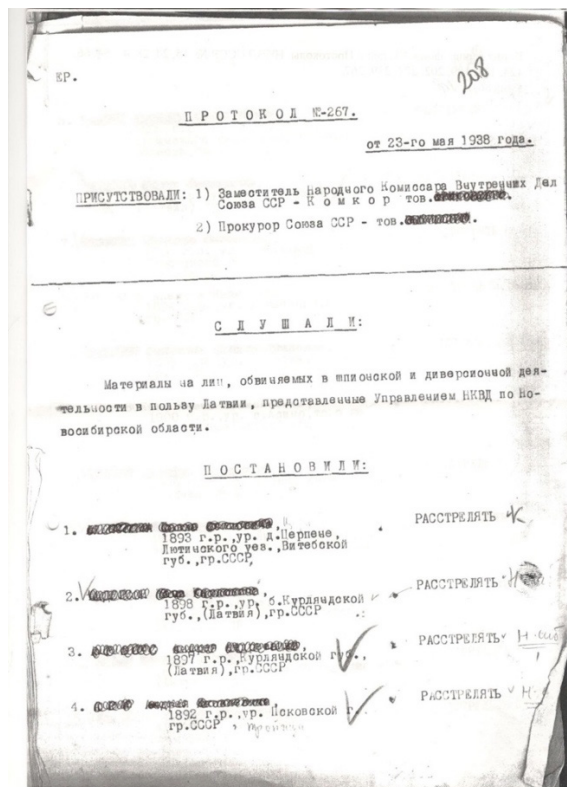 КР.
208
П Р О Т О К О Л №-267.
от 23-го мая 1938 года.
ПРИСУТСТВОВАЛИ: 1) Заместитель Народного Комиссара Внутренних Дел
Союза ССР - К о м к о р тов.
2) Прокурор Союза ССР - тов.
С Л У Ш А Л И:
Материалы на лиц, обвиняемых в шпионской и диверсионной дея-
тельности в пользу Латвии, представленные Управлением НКВД по Но-
восибирской области.
П О С Т А Н О В И Л И:
1.
1893 г.р., ур. д.Перпене,
Лютинского уез., Витебской
губ., гр.СССР,
РАССТРЕЛЯТЬ
2.
1898 г.р., ур. б.Курляндской
губ., (Латвия), гр.СССР
РАССТРЕЛЯТЬ
3.
1897 г.р., Курляндской губ.,
(Латвия), гр.СССР
РАССТРЕЛЯТЬ
4.
1892 г.р., ур. Псковской г.
гр.СССР
РАССТРЕЛЯТЬ